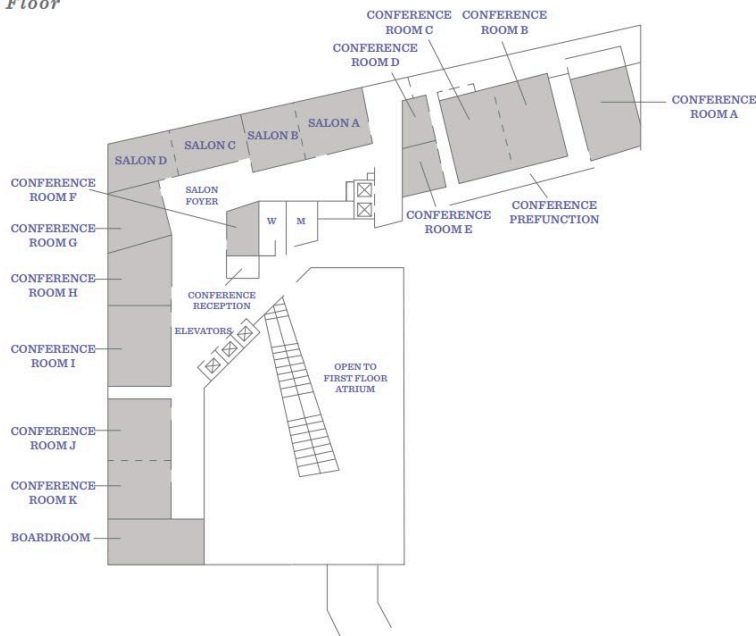 Floor
CONFERENCE
ROOM C
CONFERENCE
ROOM B
CONFERENCE
ROOM D
CONFERENCE
ROOM A
SALON A
SALON B
SALON C
SALON D
CONFERENCE
ROOM F
SALON
FOYER
W
M
CONFERENCE
ROOM E
CONFERENCE
PREFUNCTION
CONFERENCE
ROOM G
CONFERENCE
ROOM H
CONFERENCE
RECEPTION
ELEVATORS
CONFERENCE
ROOM I
OPEN TO
FIRST FLOOR
ATRIUM
CONFERENCE
ROOM J
CONFERENCE
ROOM K
BOARDROOM